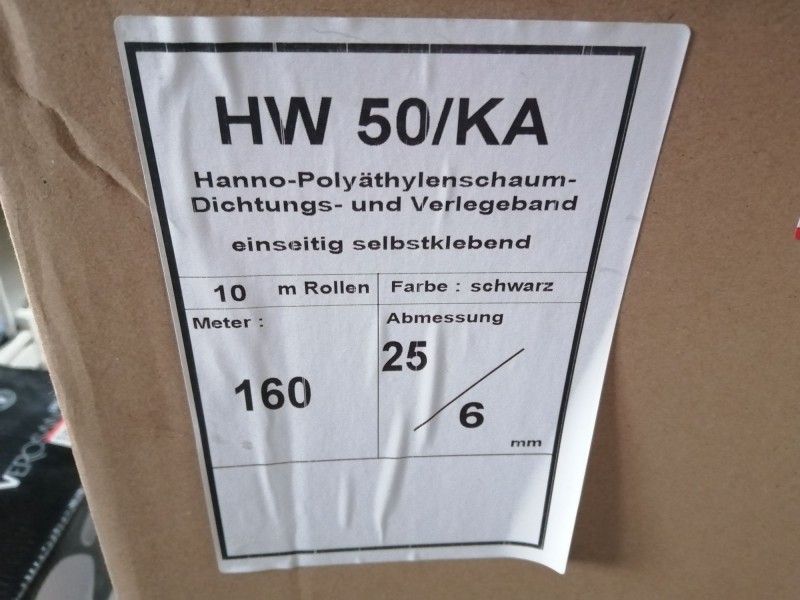 HW 50/KA
Hanno-Polyäthylenschaum-
Dichtungs- und Verlegeband
einseitig selbstklebend
10 m Rollen
Farbe : schwarz
Meter :
160
Abmessung
25
6
mm